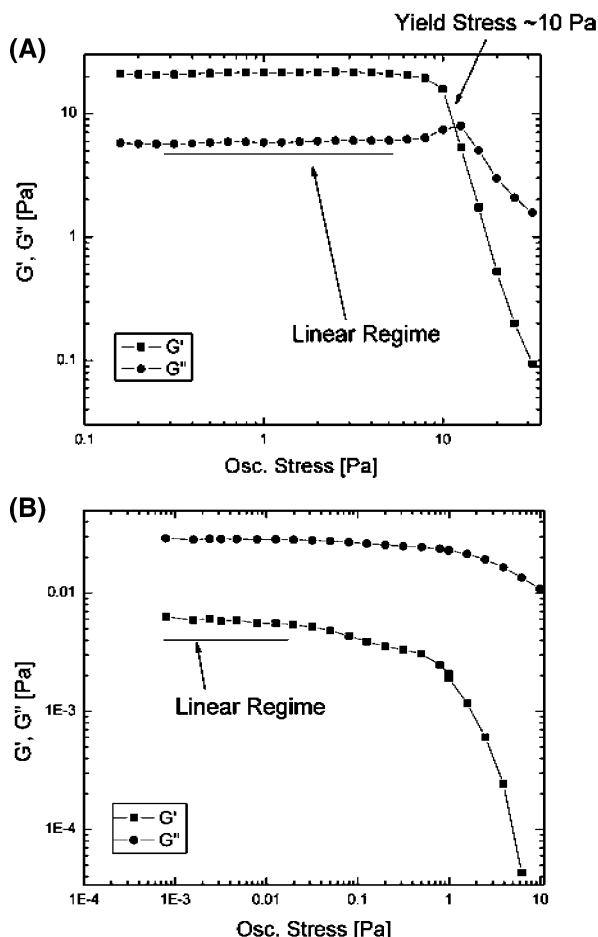 (A)
Yield Stress ~10 Pa
10
1
0.1
G', G" [Pa]
Linear Regime
G'
G"
0.1
1
10
Osc. Stress [Pa]
(B)
0.01
1E-3
1E-4
G', G" [Pa]
Linear Regime
G'
G"
1E-4
1E-3
0.01
0.1
1
10
Osc. Stress [Pa]